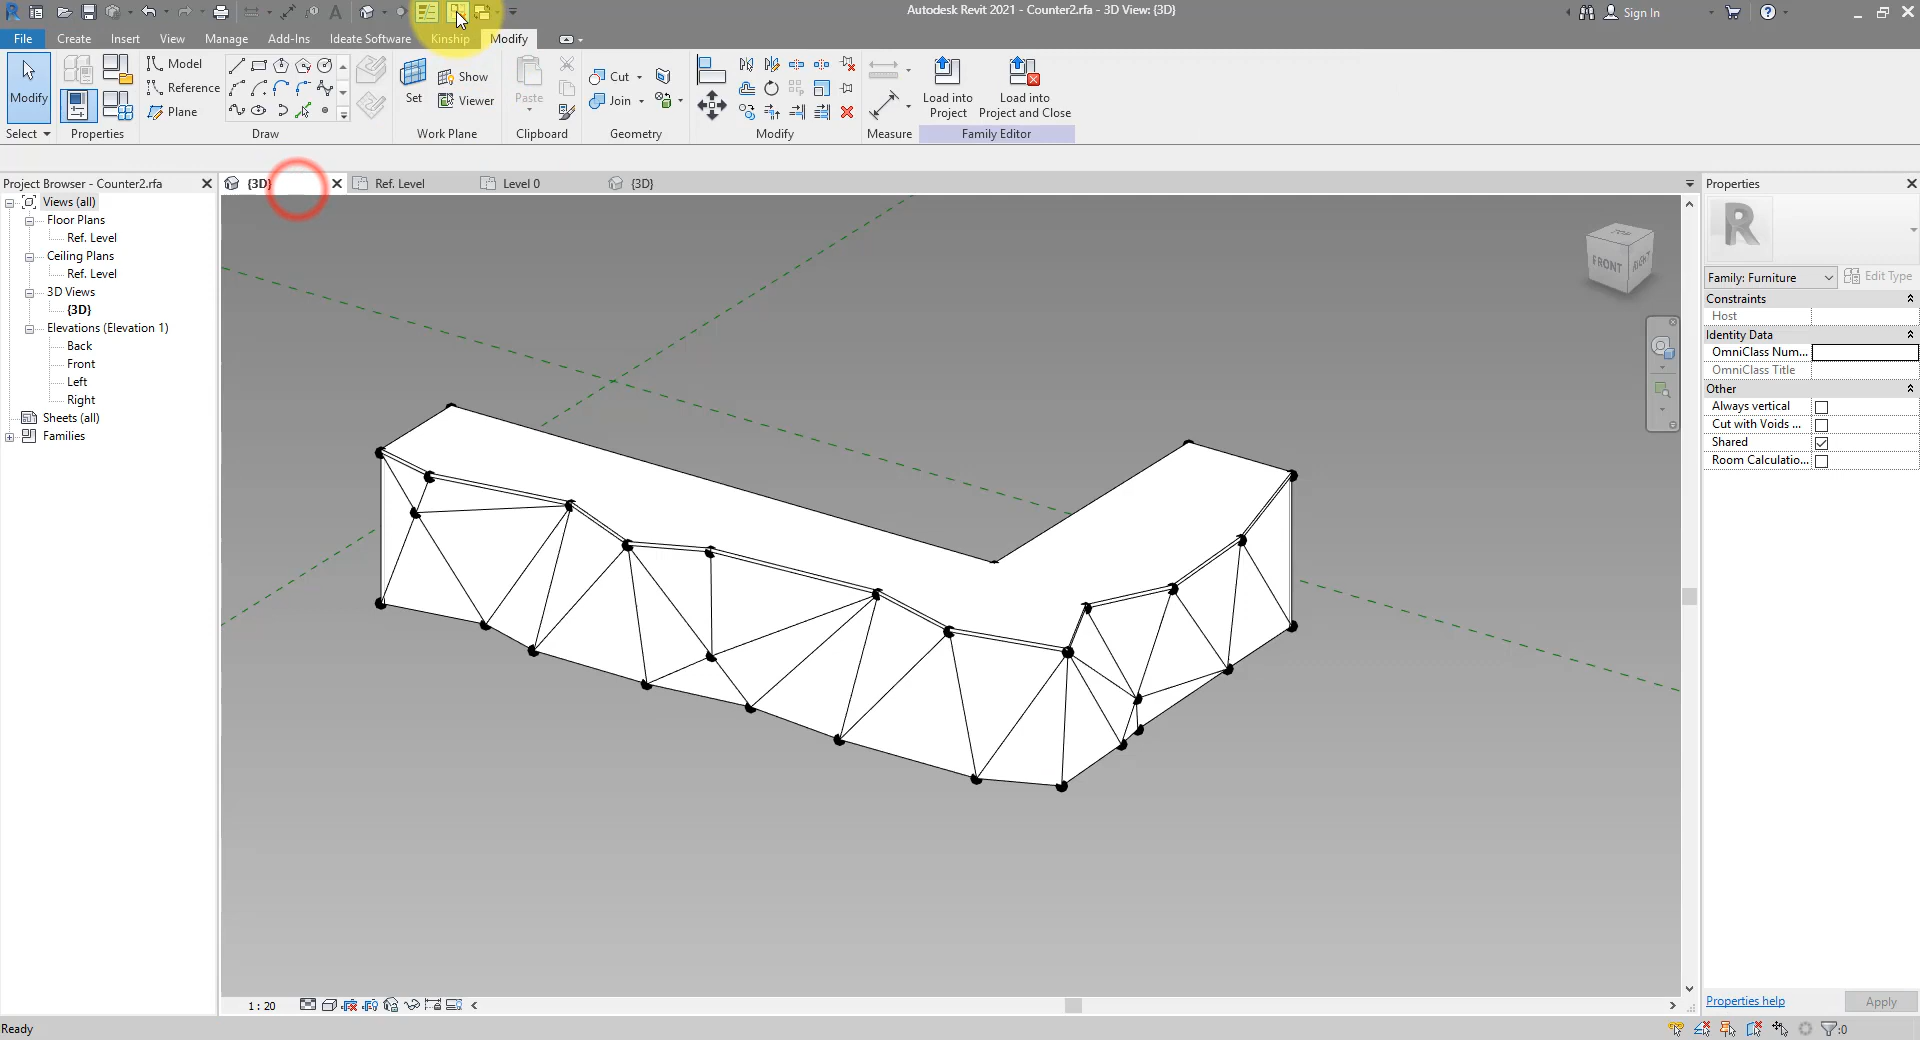 Autodesk Revit 2021 - Counter2.rfa - 3D View: {3D}
Sign In
File
Create
Insert
View
Manage
Add-Ins
Ideate Software
Kinship
Modify
Modify
Select
Properties
Model
Reference
Plane
Draw
Set
Show
Viewer
Work Plane
Paste
Clipboard
Cut
Join
Geometry
Modify
Measure
Load into
Project
Load into
Project and Close
Family Editor
Project Browser - Counter2.rfa
{3D}
Ref. Level
Level 0
{3D}
Properties
Views (all)
Floor Plans
Ref. Level
Ceiling Plans
Ref. Level
3D Views
{3D}
Elevations (Elevation 1)
Back
Front
Left
Right
Sheets (all)
Families
TOP
FRONT
RIGHT
Family: Furniture
Edit Type
Constraints
Host
Identity Data
OmniClass Num...
OmniClass Title
Other
Always vertical
Cut with Voids ...
Shared
Room Calculatio...
1 : 20
Properties help
Apply
Ready
:0